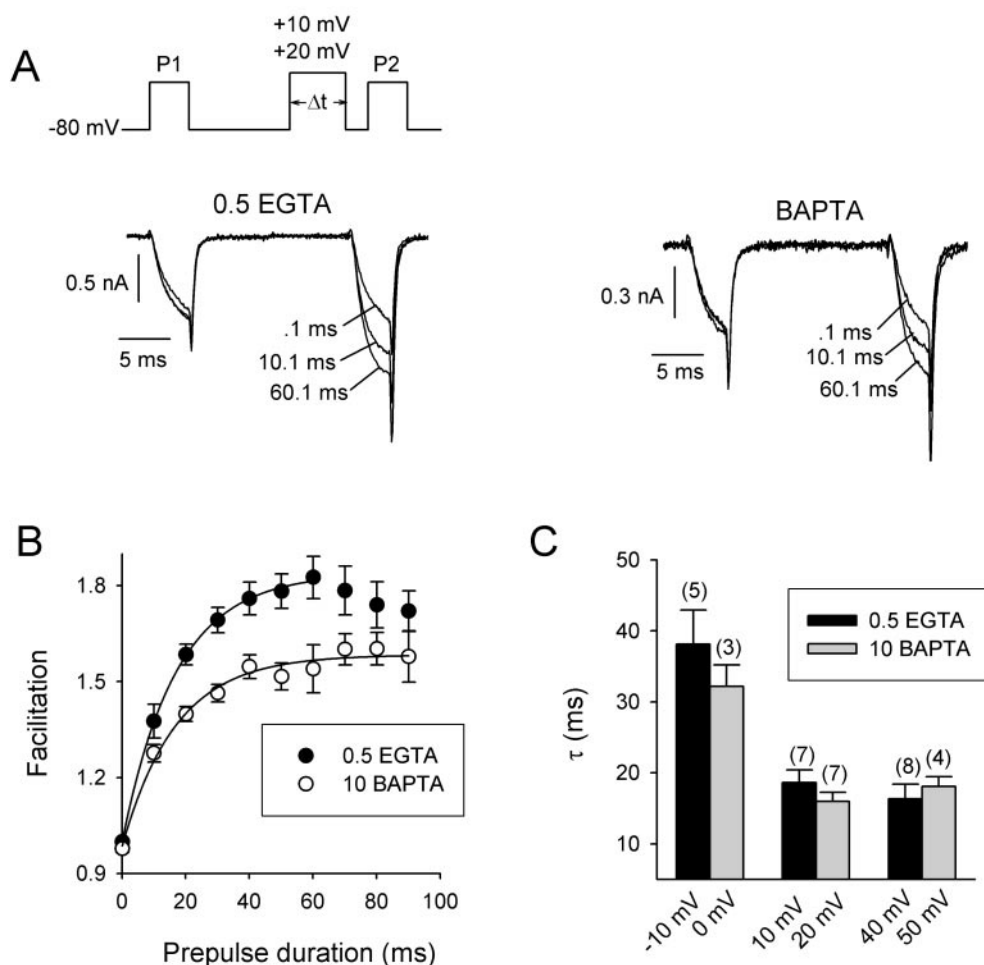 A
+10 mV
+20 mV
P1
P2
Δt
-80 mV
0.5 EGTA
0.5 nA
5 ms
.1 ms
10.1 ms
60.1 ms
BAPTA
0.3 nA
5 ms
.1 ms
10.1 ms
60.1 ms
B
Facilitation
1.8
1.5
1.2
0.9
0 20 40 60 80 100
Prepulse duration (ms)
0.5 EGTA
10 BAPTA
C
τ (ms)
50
40
30
20
10
(5)
(3)
(7)
(7)
(8)
(4)
0.5 EGTA
10 BAPTA
-10 mV
0 mV
10 mV
20 mV
40 mV
50 mV